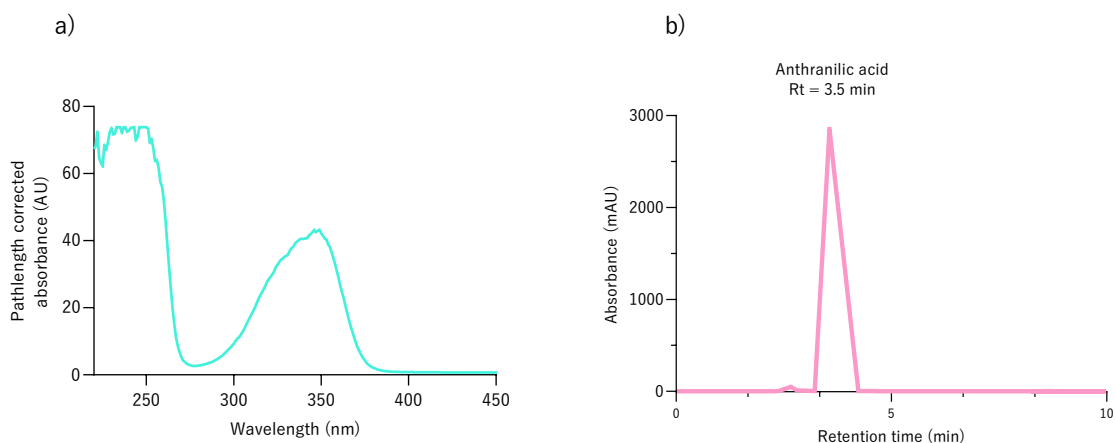 a)
80
60
40
20
0
Pathlength corrected
absorbance (AU)
250
300
350
400
450
Wavelength (nm)
b)
Anthranilic acid
Rt = 3.5 min
3000
2000
1000
0
Absorbance (mAU)
0
5
10
Retention time (min)